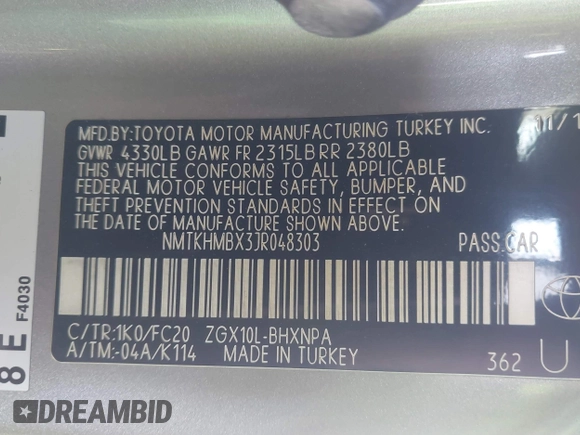 MFD.BY:TOYOTA MOTOR MANUFACTURING TURKEY INC. 11/1
GVWR 4330LB GAWR FR 2315LB RR 2380LB
THIS VEHICLE CONFORMS TO ALL APPLICABLE
FEDERAL MOTOR VEHICLE SAFETY, BUMPER, AND
THEFT PREVENTION STANDARDS IN EFFECT ON
THE DATE OF MANUFACTURE SHOWN ABOVE.
NMTKHMBX3JR048303 PASS.CAR
C/TR:1K0/FC20 ZGX10L-BHXNPA
A/TM:-04A/K114 MADE IN TURKEY 362 U
8 E F4030
DREAMBID